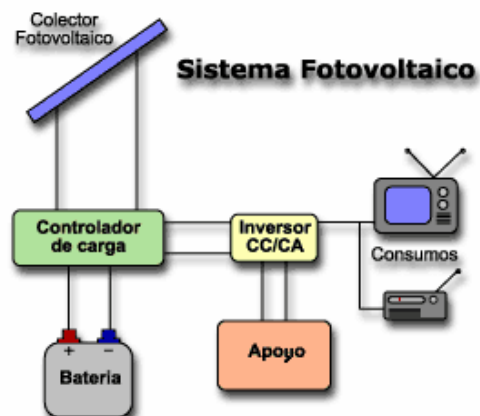 Colector
Fotovoltaico
Sistema Fotovoltaico
Controlador
de carga
Inversor
CC/CA
Consumos
+ −
Bateria
Apoyo